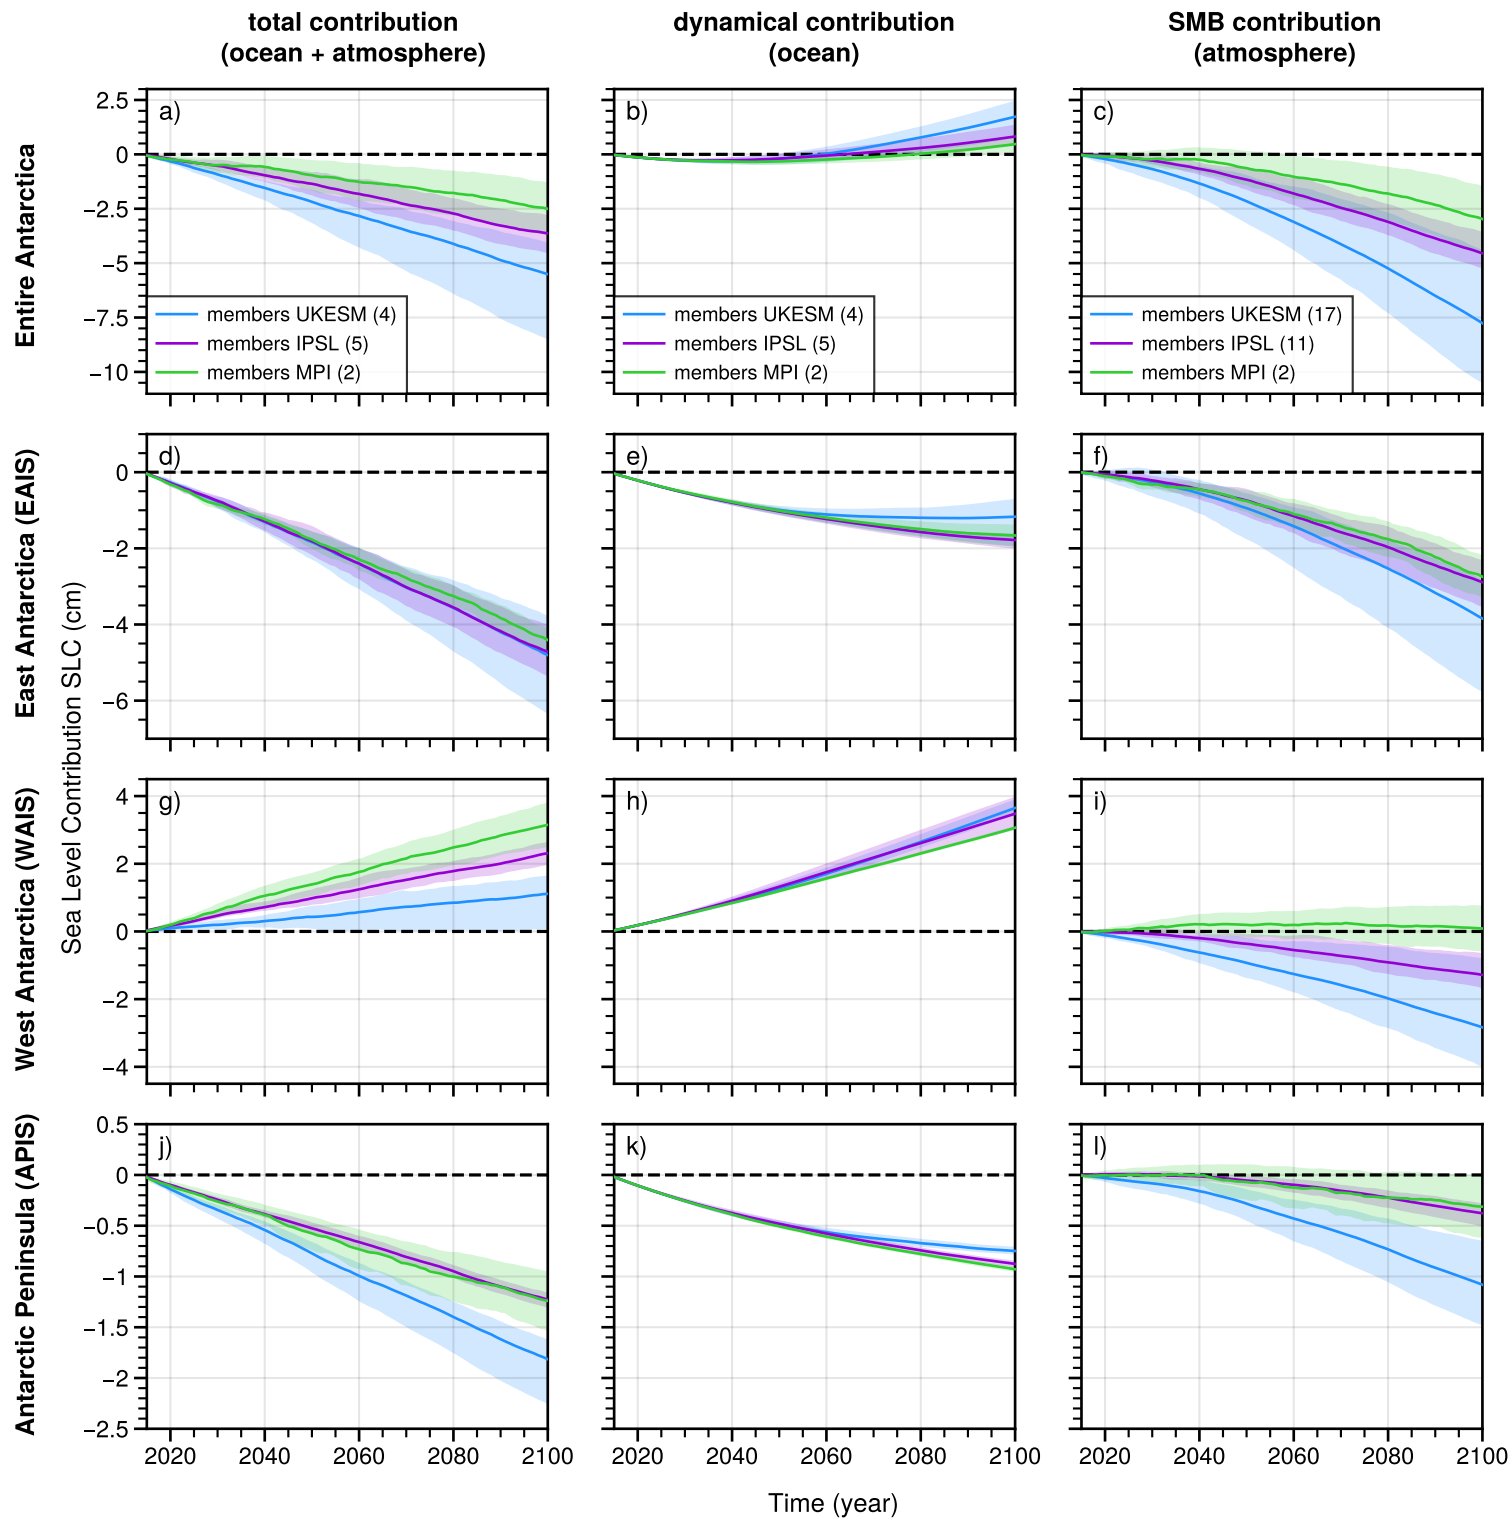 total contribution
(ocean + atmosphere)
dynamical contribution
(ocean)
SMB contribution
(atmosphere)
Entire Antarctica
East Antarctica (EAIS)
West Antarctica (WAIS)
Antarctic Peninsula (APIS)
Sea Level Contribution SLC (cm)
a)
2.5
0
−2.5
−5
−7.5
−10
members UKESM (4)
members IPSL (5)
members MPI (2)
b)
members UKESM (4)
members IPSL (5)
members MPI (2)
c)
members UKESM (17)
members IPSL (11)
members MPI (2)
d)
0
−2
−4
−6
e)
f)
g)
4
2
0
−2
−4
h)
i)
j)
0.5
0
−0.5
−1
−1.5
−2
−2.5
k)
l)
2020 2040 2060 2080 2100
2020 2040 2060 2080 2100
2020 2040 2060 2080 2100
Time (year)